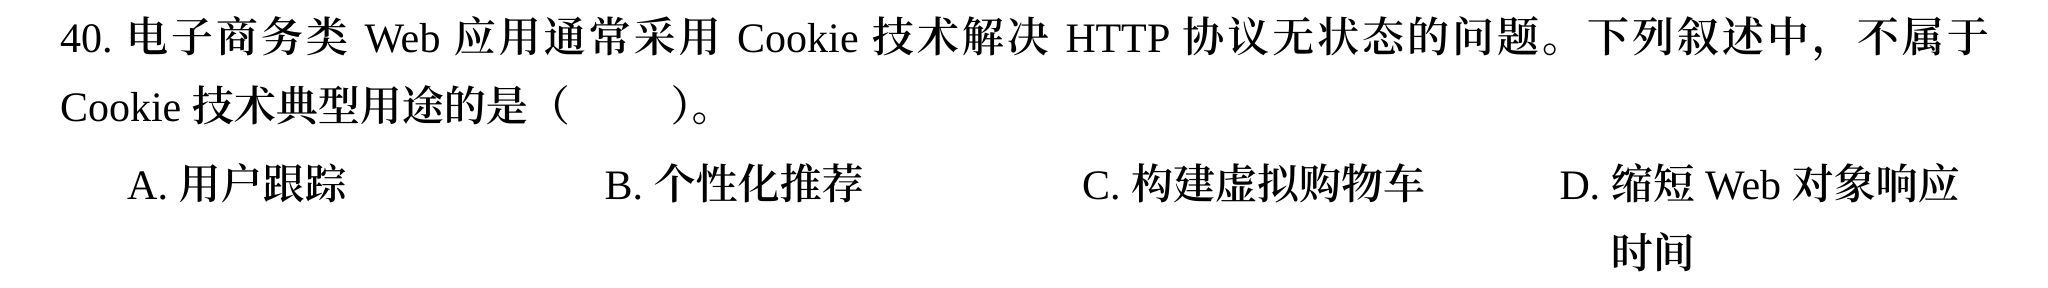 40. 电子商务类 Web 应用通常采用 Cookie 技术解决 HTTP 协议无状态的问题。下列叙述中，不属于
Cookie 技术典型用途的是（　　）。
A. 用户跟踪　B. 个性化推荐　C. 构建虚拟购物车　D. 缩短 Web 对象响应
时间